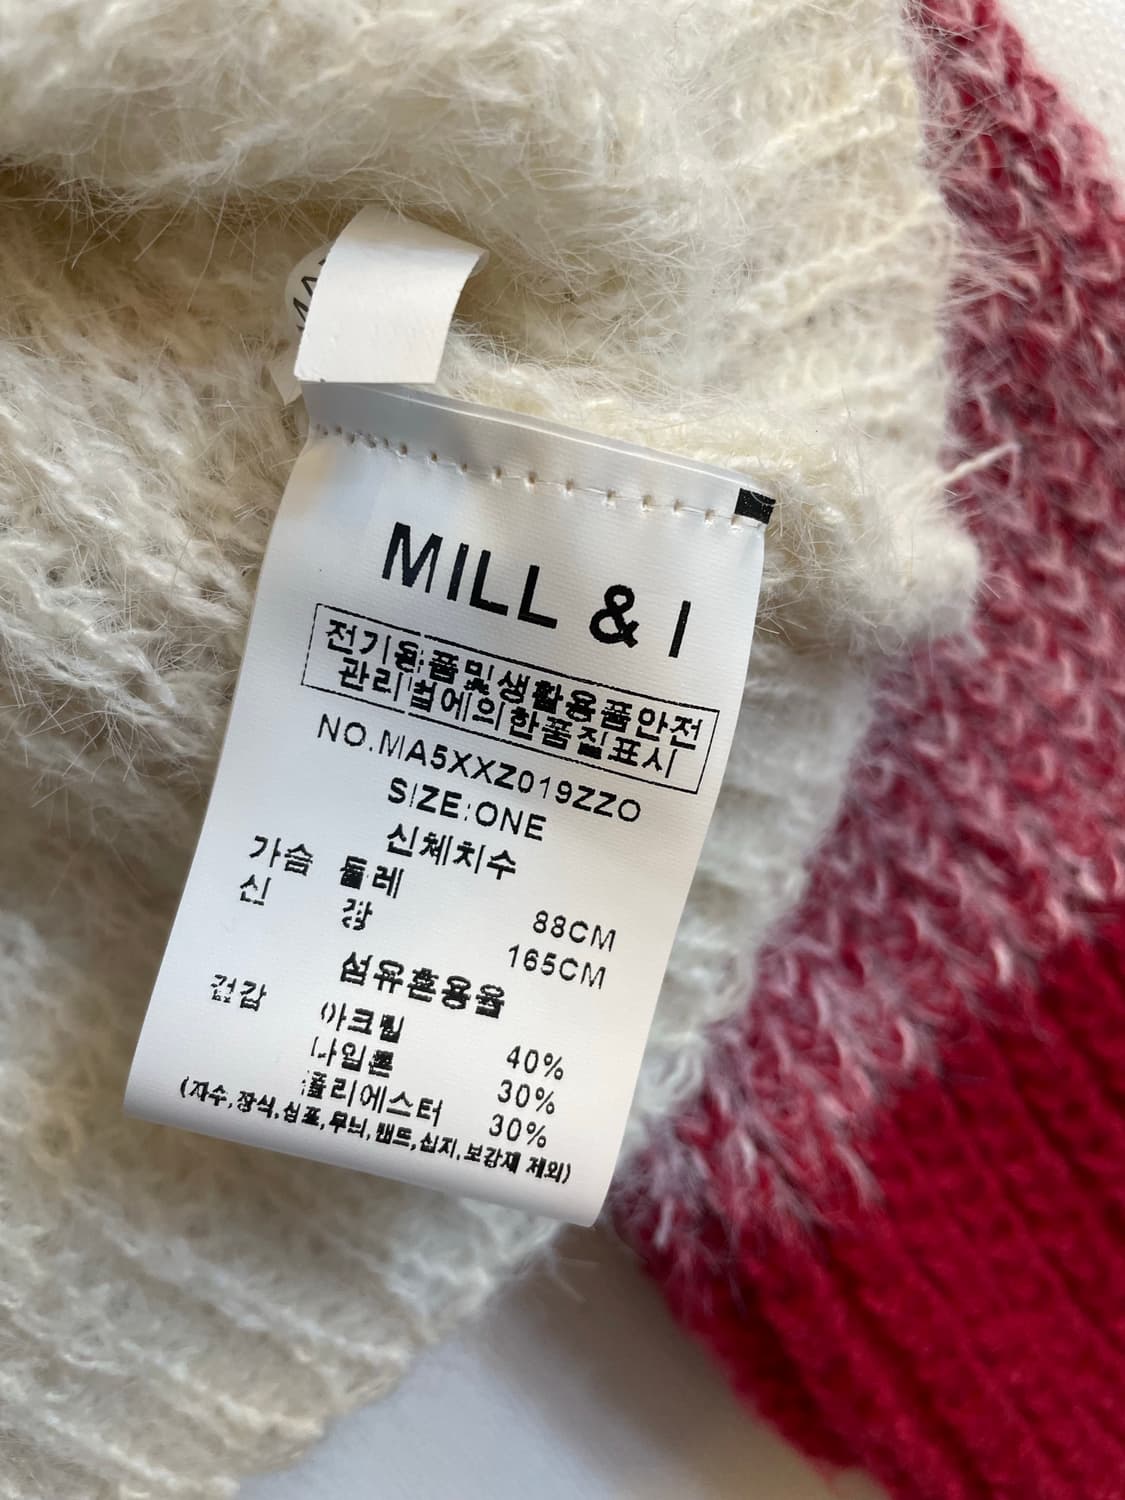 MILL & I
전기용품및생활용품안전
관리법에의한품질표시
NO.MA5XXZ019ZZO
SIZE:ONE
신체치수
가슴 둘레 88CM
신 장 165CM
섬유혼용율
겉감 아크릴 40%
나일론 30%
폴리에스터 30%
(자수,장식,심포,무늬,밴드,심지,보강재 제외)